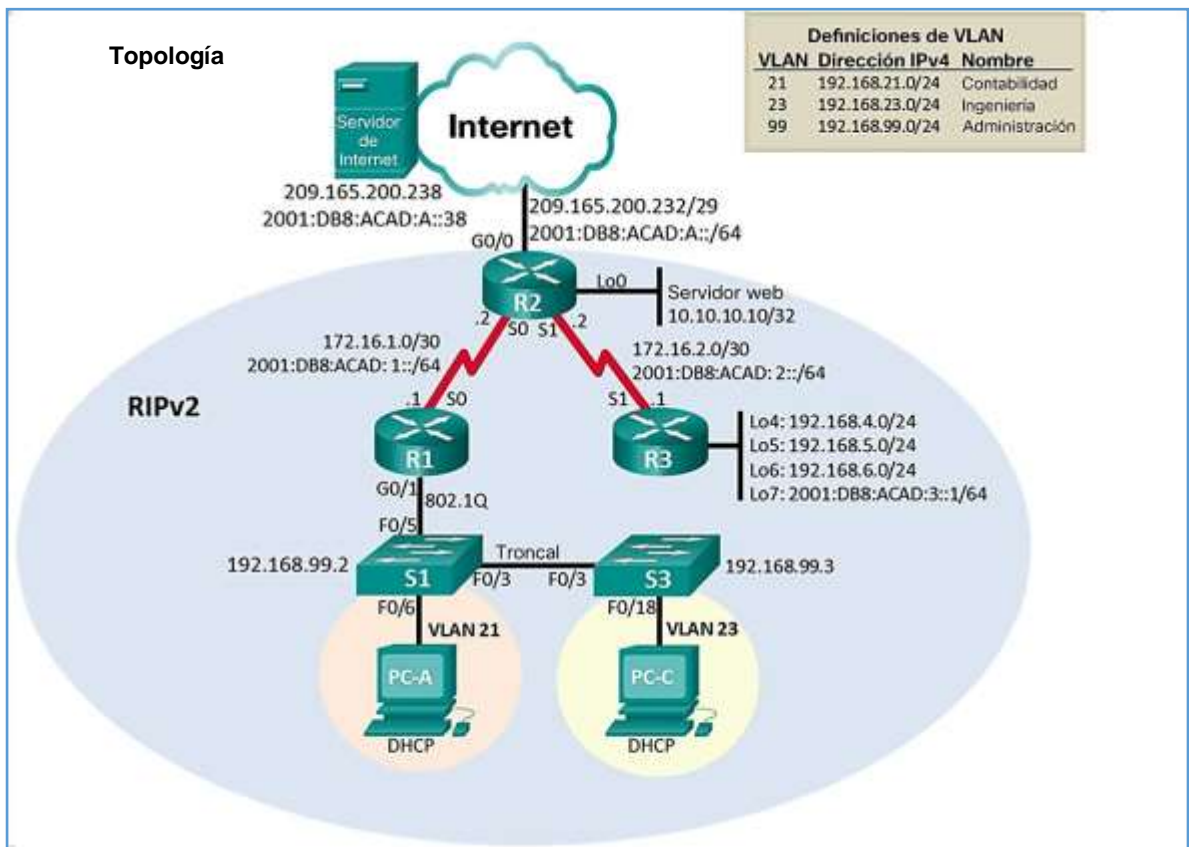 Topología
Definiciones de VLAN
VLAN Dirección IPv4 Nombre
21 192.168.21.0/24 Contabilidad
23 192.168.23.0/24 Ingeniería
99 192.168.99.0/24 Administración
Servidor
de
Internet
Internet
209.165.200.238
2001:DB8:ACAD:A::38
209.165.200.232/29
2001:DB8:ACAD:A::/64
G0/0
R2
Lo0
Servidor web
10.10.10.10/32
.2 S0 S1 .2
172.16.1.0/30
2001:DB8:ACAD: 1::/64
172.16.2.0/30
2001:DB8:ACAD: 2::/64
RIPv2
.1 S0
S1 .1
R1
R3
Lo4: 192.168.4.0/24
Lo5: 192.168.5.0/24
Lo6: 192.168.6.0/24
Lo7: 2001:DB8:ACAD:3::1/64
G0/1
802.1Q
F0/5
192.168.99.2
S1
F0/3
Troncal
F0/3
S3
192.168.99.3
F0/6
VLAN 21
F0/18
VLAN 23
PC-A
DHCP
PC-C
DHCP